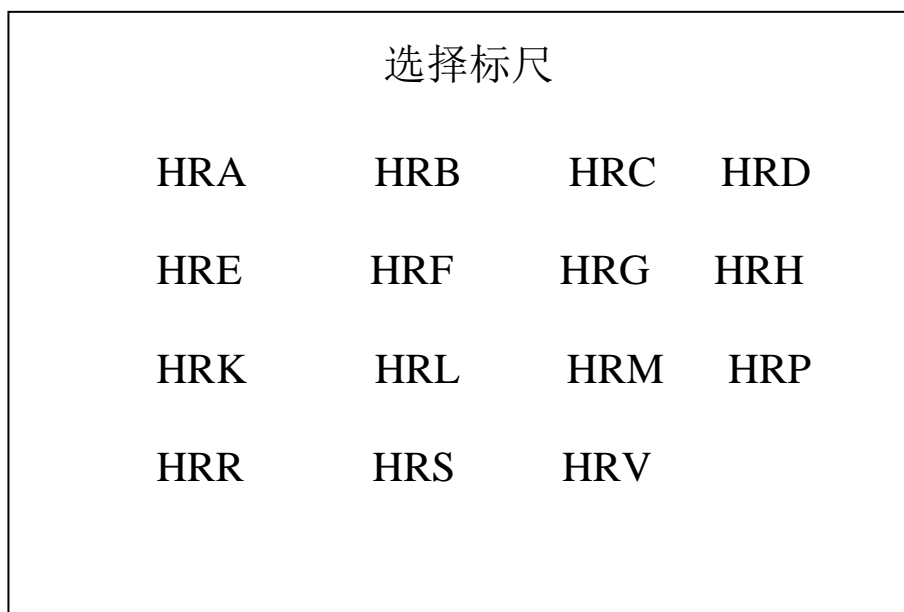 选择标尺
HRA HRB HRC HRD
HRE HRF HRG HRH
HRK HRL HRM HRP
HRR HRS HRV